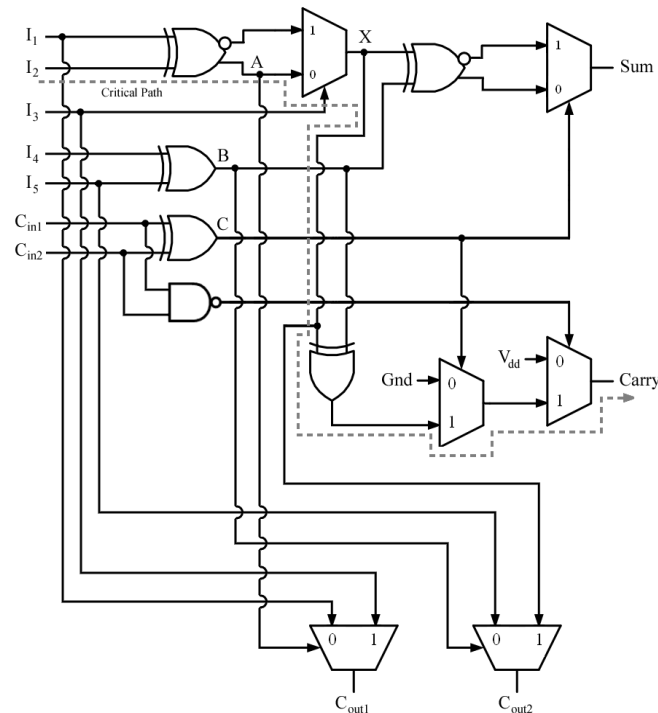 I1
1
X
1
Sum
I2
A
0
0
Critical Path
I3
I4
B
I5
Cin1
C
Cin2
Vdd
0
Gnd
0
Carry
1
1
0 1
0 1
Cout1
Cout2